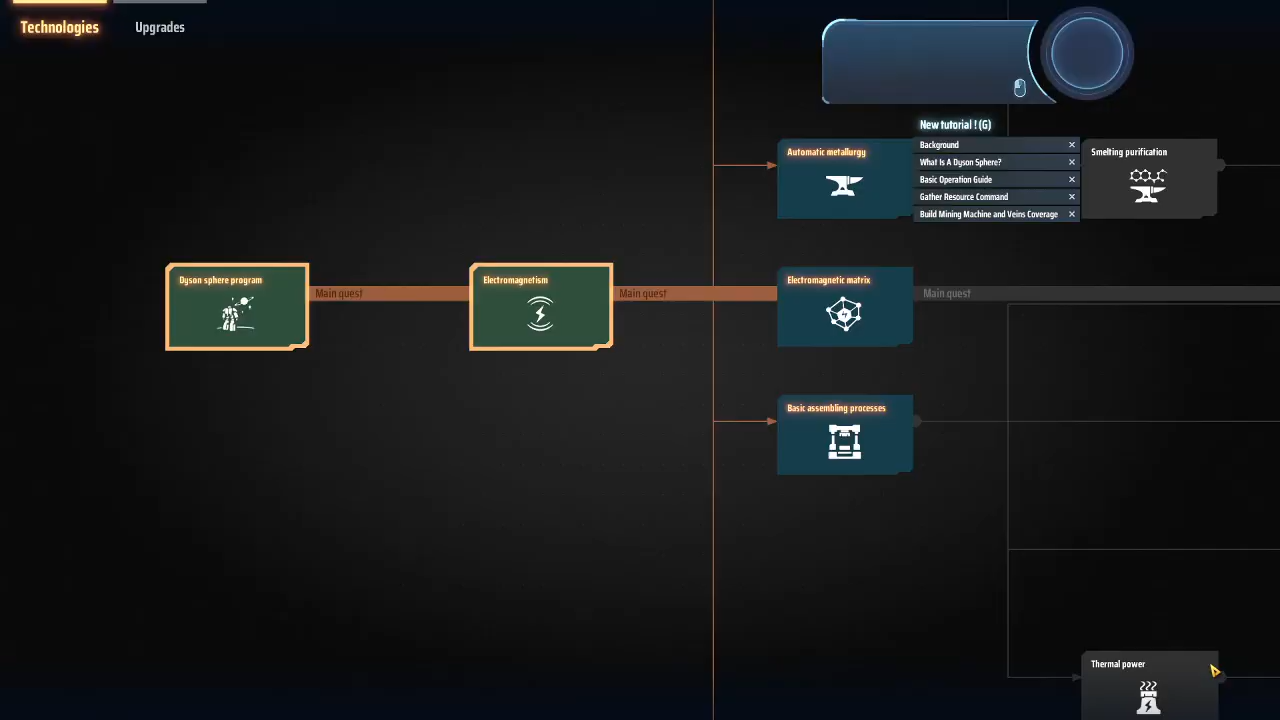 Technologies
Upgrades
New tutorial ! (G)
Background
What Is A Dyson Sphere?
Basic Operation Guide
Gather Resource Command
Build Mining Machine and Veins Coverage
Automatic metallurgy
Smelting purification
Dyson sphere program
Main quest
Electromagnetism
Main quest
Electromagnetic matrix
Main quest
Basic assembling processes
Thermal power